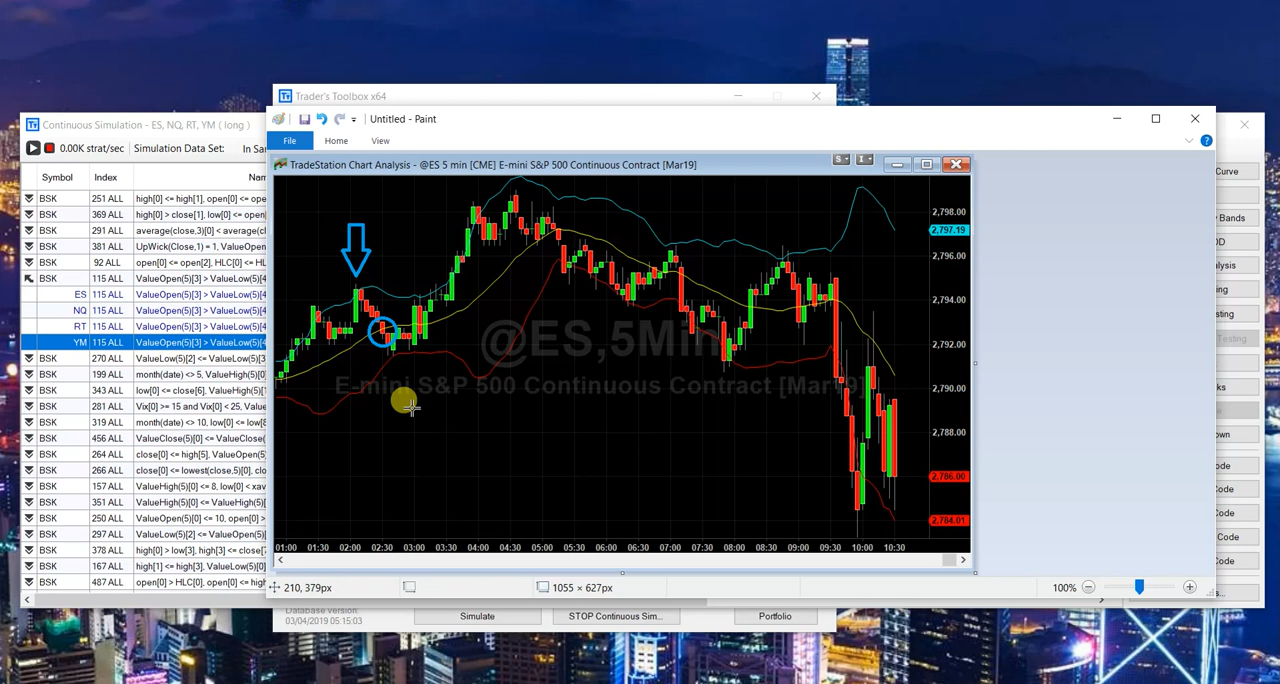 Trader's Toolbox x64
Continuous Simulation - ES, NQ, RT, YM ( long )
0.00K strat/sec Simulation Data Set: In Sar
Symbol Index Nar
BSK 251 ALL high[0] <= high[1], open[0] <= ope
BSK 369 ALL high[0] > close[1], low[0] <= ope
BSK 291 ALL average(close,3)[0] < average(c
BSK 381 ALL UpWick(Close,1) = 1, ValueOpen
BSK 92 ALL open[0] <= open[2], HLC[0] <= HL
BSK 115 ALL ValueOpen(5)[3] > ValueLow(5)[4
ES 115 ALL ValueOpen(5)[3] > ValueLow(5)[4
NQ 115 ALL ValueOpen(5)[3] > ValueLow(5)[4
RT 115 ALL ValueOpen(5)[3] > ValueLow(5)[4
YM 115 ALL ValueOpen(5)[3] > ValueLow(5)[4
BSK 270 ALL ValueLow(5)[2] <= ValueLow(5)[3
BSK 199 ALL month(date) <= 5, ValueHigh(5)[0
BSK 343 ALL low[0] <= close[6], ValueHigh(5)[
BSK 281 ALL Vix[0] >= 15 and Vix[0] < 25, Valu
BSK 319 ALL month(date) <= 10, low[0] <= low[8
BSK 456 ALL ValueClose(5)[0] <= ValueClose(5
BSK 264 ALL close[0] <= high[5], ValueOpen(5)
BSK 266 ALL close[0] <= lowest(close,5)[0], clo
BSK 157 ALL ValueHigh(5)[0] <= 8, low[0] < xav
BSK 351 ALL ValueHigh(5)[0] <= ValueHigh(5)[
BSK 250 ALL ValueOpen(5)[0] <= 10, open[0] >
BSK 297 ALL ValueLow(5)[2] <= ValueOpen(5)
BSK 378 ALL high[0] > low[3], high[3] <= close[7
BSK 167 ALL high[1] <= high[3], ValueHigh(5)[0
BSK 487 ALL open[0] > HLC[0], open[0] <= high
Untitled - Paint
File Home View
TradeStation Chart Analysis - @ES 5 min [CME] E-mini S&P 500 Continuous Contract [Mar19]
S I
@ES,5Min
E-mini S&P 500 Continuous Contract [Mar19]
2,798.00
2,797.19
2,796.00
2,794.00
2,792.00
2,790.00
2,788.00
2,786.00
2,784.01
01:00 01:30 02:00 02:30 03:00 03:30 04:00 04:30 05:00 05:30 06:00 06:30 07:00 07:30 08:00 08:30 09:00 09:30 10:00 10:30
210, 379px 1055 × 627px 100%
Curve
Bands
Testing
Code
Code
Code
Database version:
03/04/2019 05:15:03
Simulate STOP Continuous Sim... Portfolio